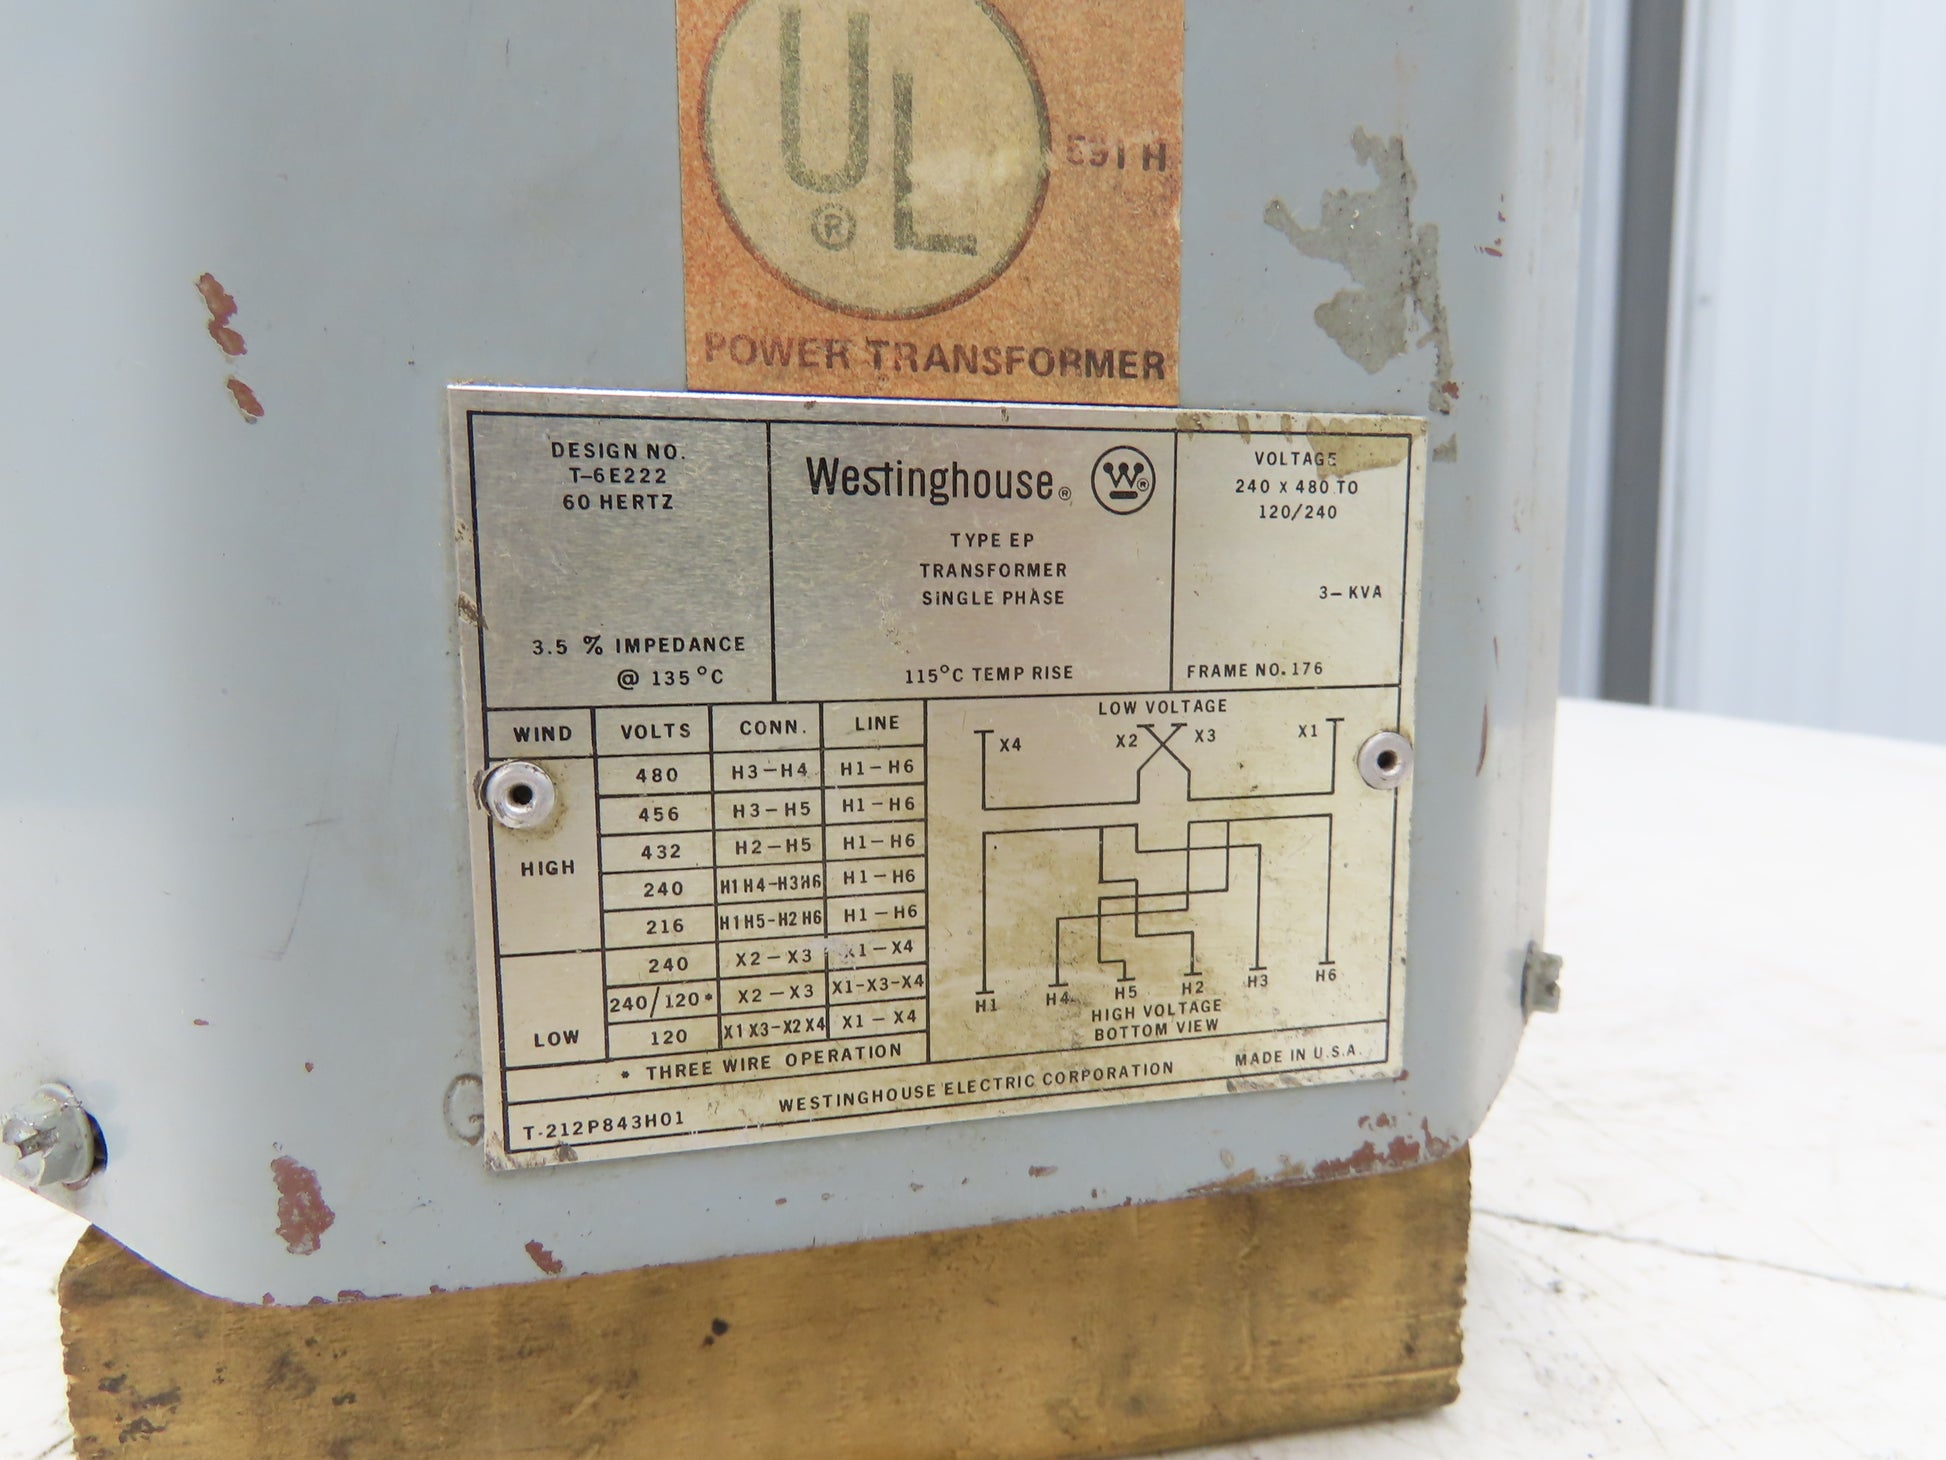 UL
®
591 H
POWER TRANSFORMER
DESIGN NO.
T-6E222
60 HERTZ
3.5 % IMPEDANCE
@ 135°C
Westinghouse®
W®
TYPE EP
TRANSFORMER
SINGLE PHASE
115°C TEMP RISE
VOLTAGE
240 X 480 TO
120/240
3-KVA
FRAME NO. 176
WIND VOLTS CONN. LINE
HIGH
480 H3-H4 H1-H6
456 H3-H5 H1-H6
432 H2-H5 H1-H6
240 H1H4-H3H6 H1-H6
216 H1H5-H2H6 H1-H6
LOW
240 X2-X3 X1-X4
240/120* X2-X3 X1-X3-X4
120 X1X3-X2X4 X1-X4
* THREE WIRE OPERATION
LOW VOLTAGE
X4 X2 X3 X1
H1 H4 H5 H2 H3 H6
HIGH VOLTAGE
BOTTOM VIEW
T-212P843H01 WESTINGHOUSE ELECTRIC CORPORATION MADE IN U.S.A.